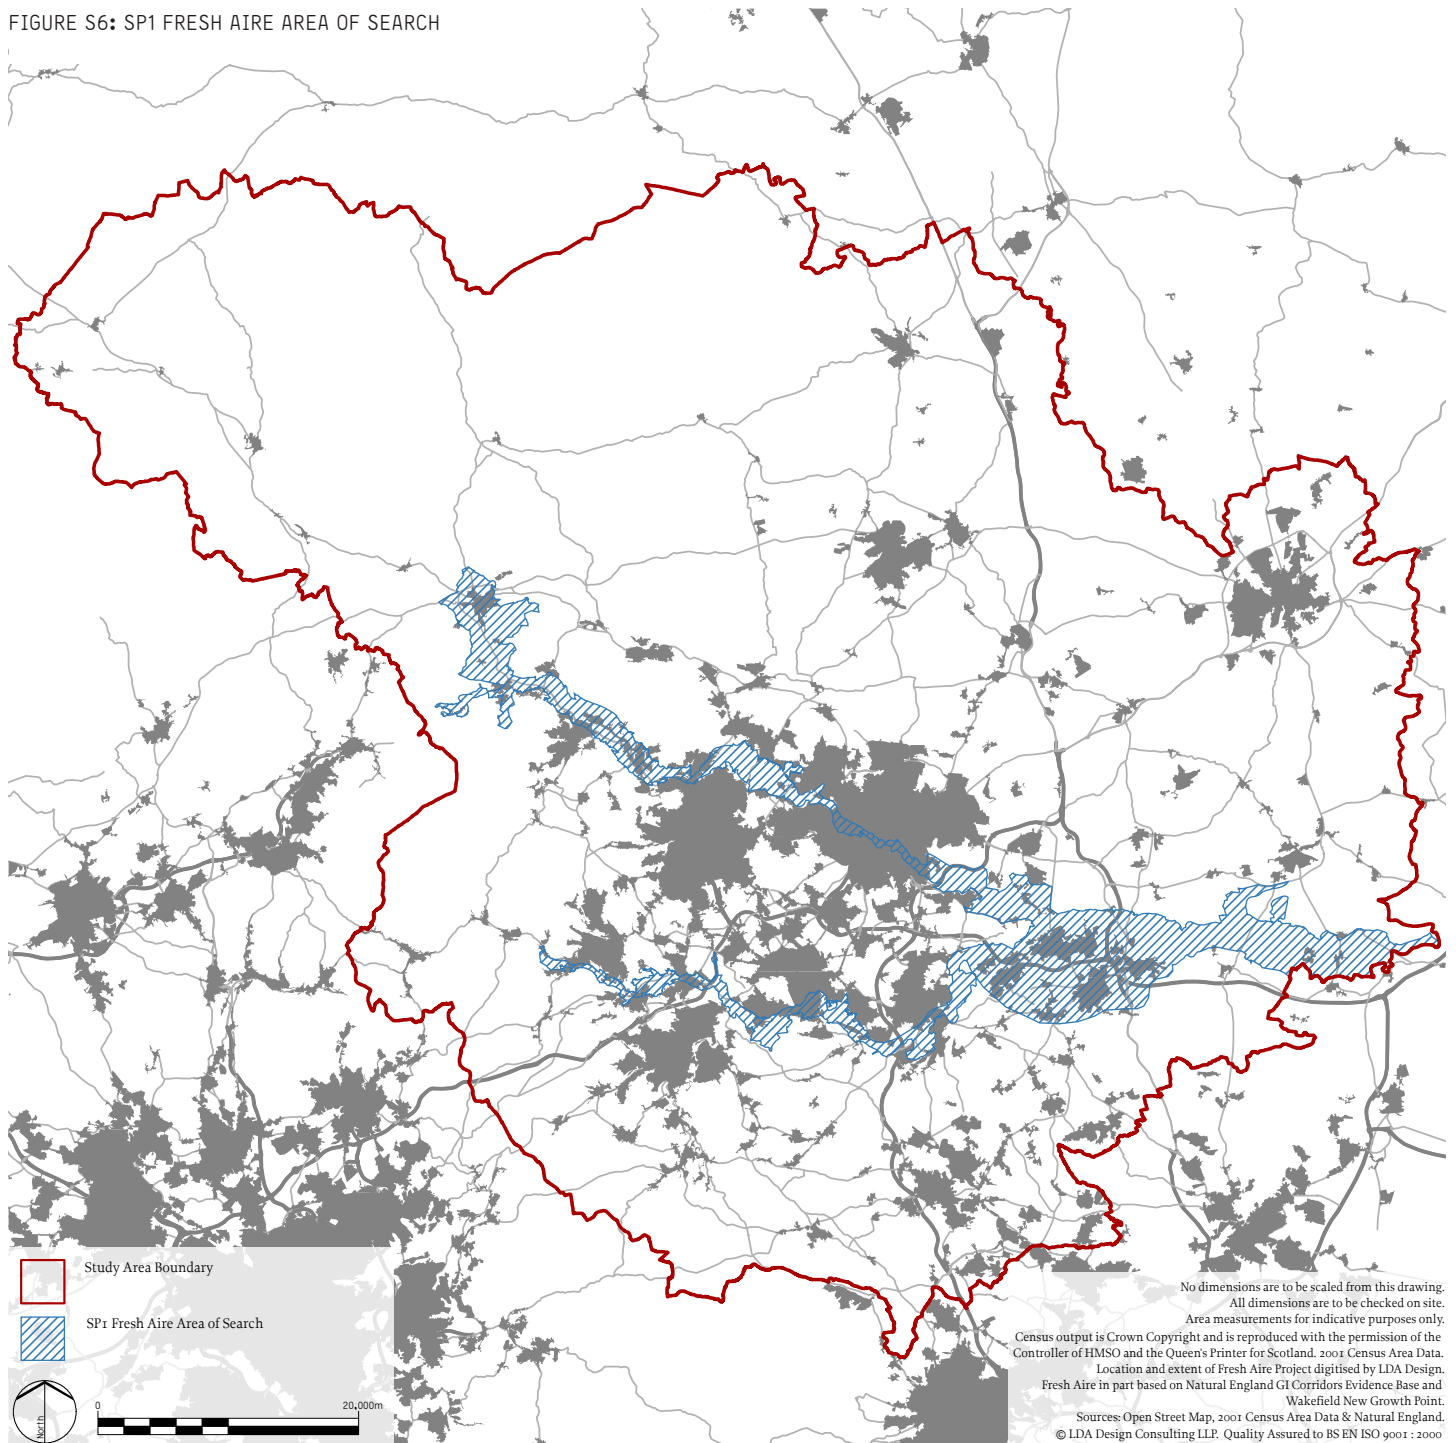 FIGURE S6: SP1 FRESH AIRE AREA OF SEARCH
Study Area Boundary
SP1 Fresh Aire Area of Search
North
0
20,000m
No dimensions are to be scaled from this drawing.
All dimensions are to be checked on site.
Area measurements for indicative purposes only.
Census output is Crown Copyright and is reproduced with the permission of the
Controller of HMSO and the Queen's Printer for Scotland. 2001 Census Area Data.
Location and extent of Fresh Aire Project digitised by LDA Design.
Fresh Aire in part based on Natural England GI Corridors Evidence Base and
Wakefield New Growth Point.
Sources: Open Street Map, 2001 Census Area Data & Natural England.
© LDA Design Consulting LLP. Quality Assured to BS EN ISO 9001 : 2000